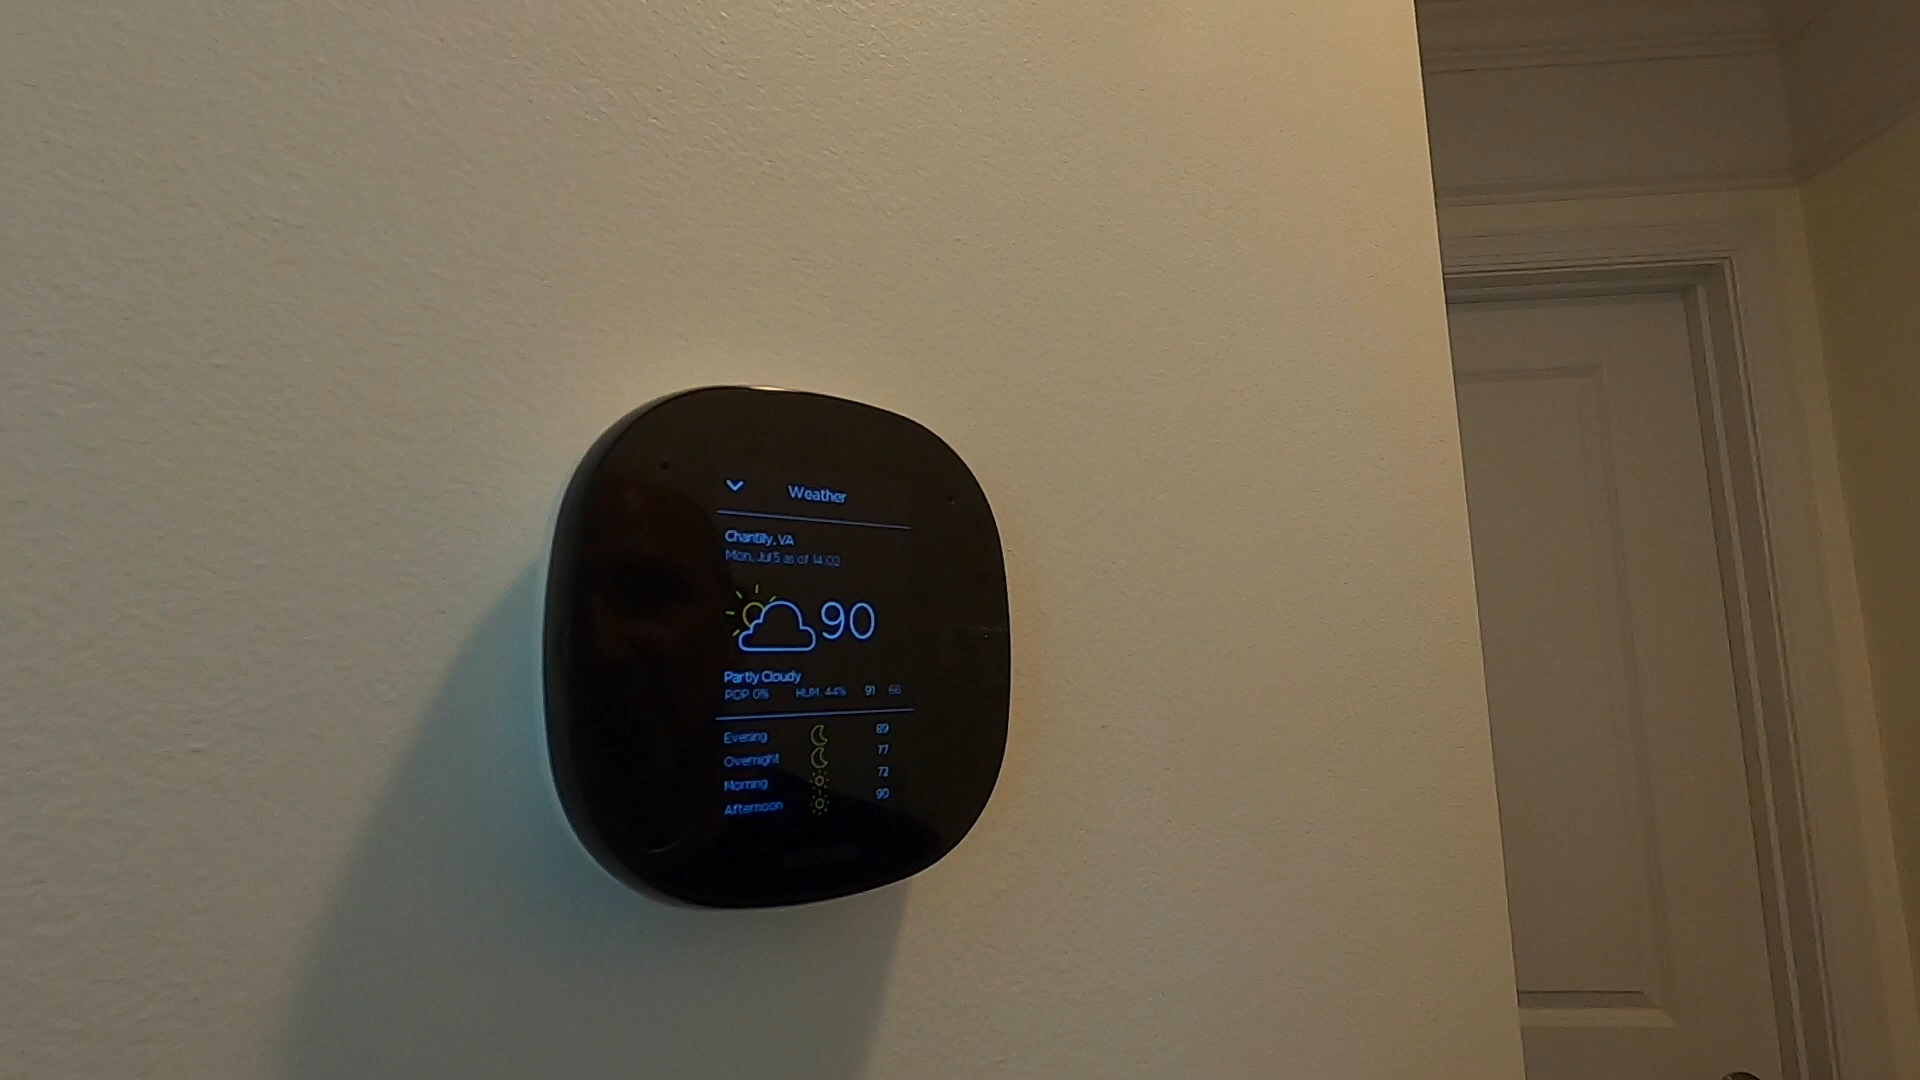 Weather
Chantilly, VA
Mon, Jul 5 as of 14:02
90
Partly Cloudy
POP 0% HUM 44% 91 66
Evening 89
Overnight 77
Morning 72
Afternoon 90